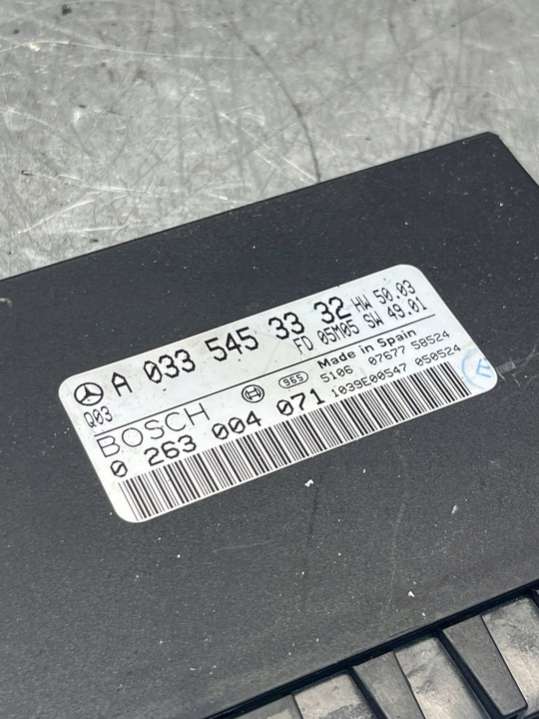 A 033 545 33 32 HW 50.03
Q03 FD 05M05 SW 49.01
BOSCH 965 Made in Spain
5106 07677 58524
0 263 004 071 1039E00547 050524
E